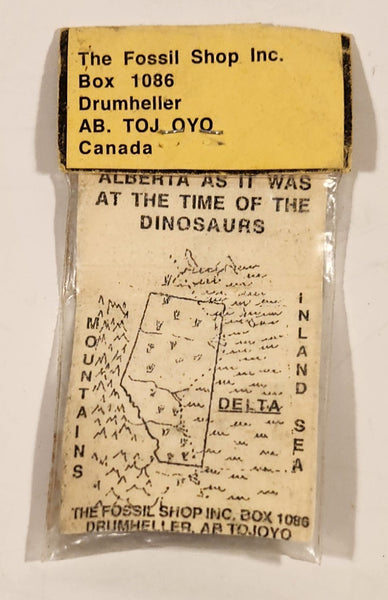 The Fossil Shop Inc.
Box 1086
Drumheller
AB. TOJ OYO
Canada
ALBERTA AS IT WAS
AT THE TIME OF THE
DINOSAURS
MOUNTAINS
DELTA
INLAND SEA
THE FOSSIL SHOP INC. BOX 1086
DRUMHELLER, AB TOJOYO